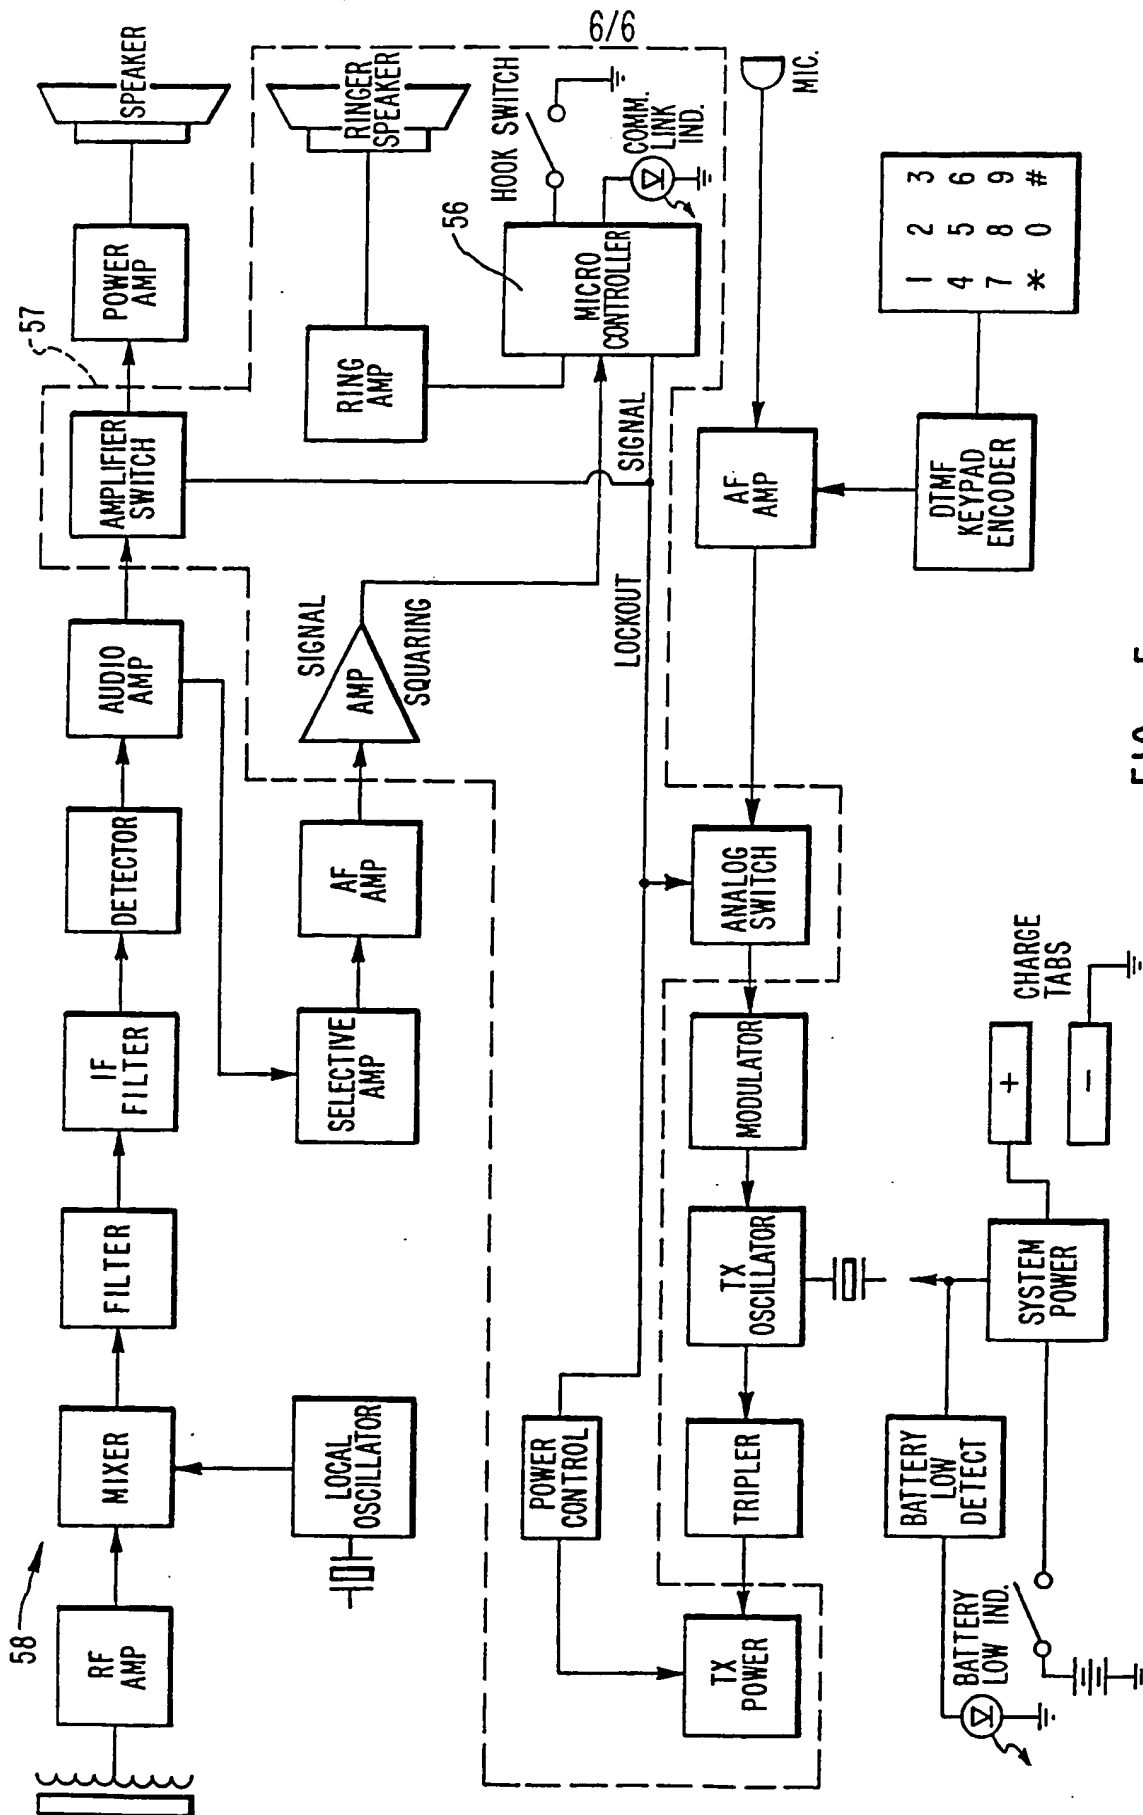 6/6
58
RF
AMP
MIXER
FILTER
IF
FILTER
DETECTOR
AUDIO
AMP
AMPLIFIER
SWITCH
57
POWER
AMP
SPEAKER
LOCAL
OSCILLATOR
SELECTIVE
AMP
AF
AMP
SIGNAL
AMP
SQUARING
RING
AMP
RINGER
SPEAKER
56
MICRO
CONTROLLER
HOOK SWITCH
COMM.
LINK
IND.
SIGNAL
LOCKOUT
POWER
CONTROL
TX
POWER
TRIPLER
TX
OSCILLATOR
MODULATOR
ANALOG
SWITCH
AF
AMP
MIC.
DTMF
KEYPAD
ENCODER
1 2 3
4 5 6
7 8 9
* 0 #
BATTERY
LOW IND.
BATTERY
LOW
DETECT
SYSTEM
POWER
+
-
CHARGE
TABS